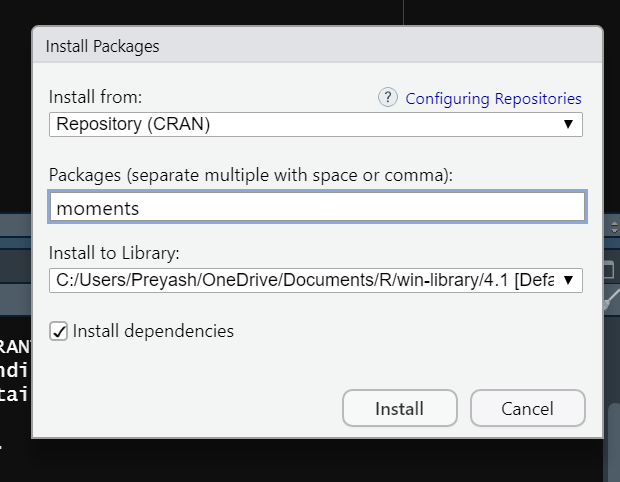 Install Packages
Install from:
? Configuring Repositories
Repository (CRAN)
Packages (separate multiple with space or comma):
moments
Install to Library:
C:/Users/Preyash/OneDrive/Documents/R/win-library/4.1 [Defa
Install dependencies
RAN
ndi
tai
Install Cancel